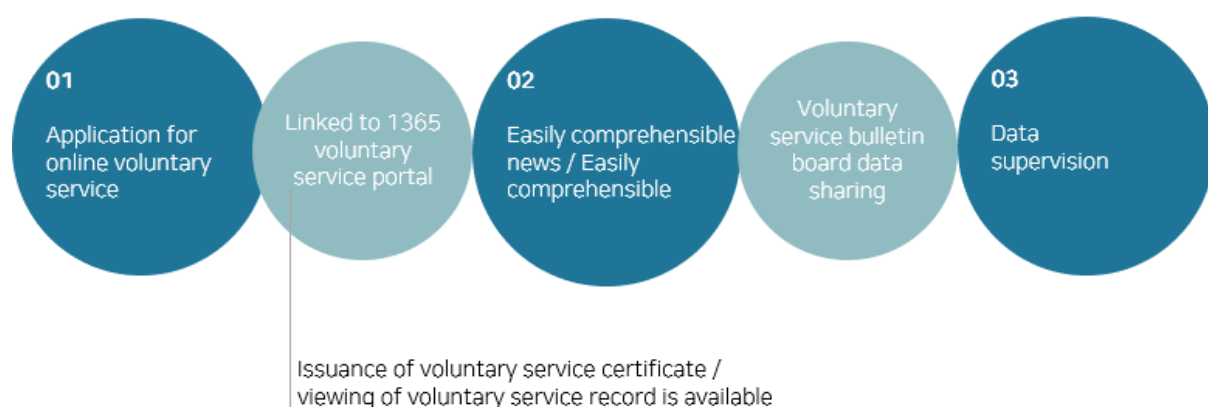 01
Application for
online voluntary
service
Linked to 1365
voluntary
service portal
02
Easily comprehensible
news / Easily
comprehensible
Voluntary
service bulletin
board data
sharing
03
Data
supervision
Issuance of voluntary service certificate /
viewing of voluntary service record is available